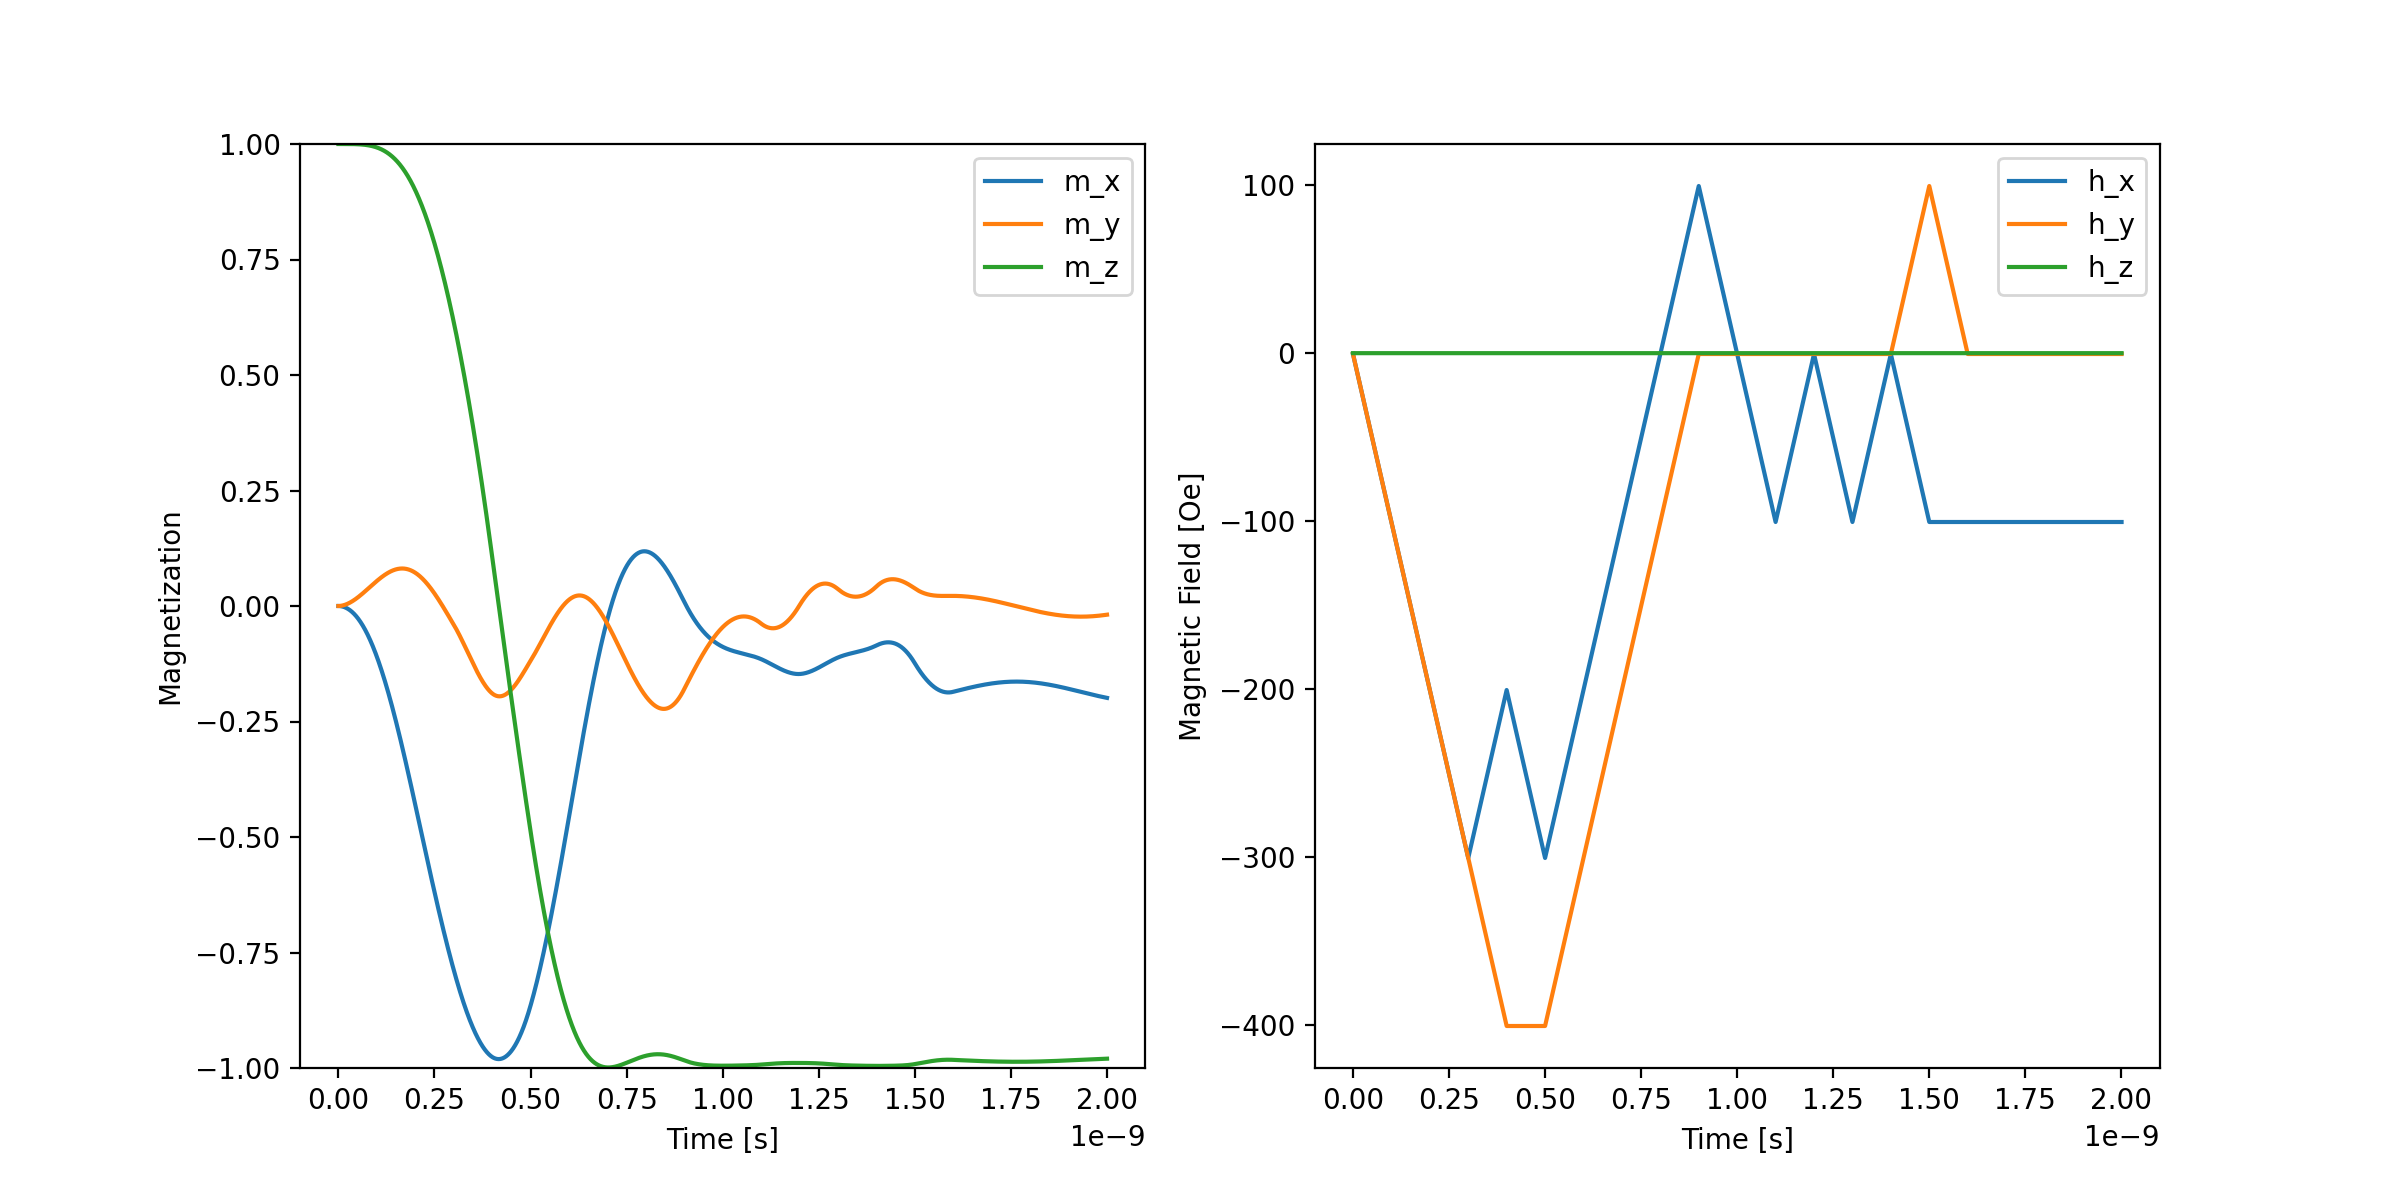 1.00
0.75
0.50
0.25
0.00
−0.25
−0.50
−0.75
−1.00
Magnetization
m_x
m_y
m_z
0.00 0.25 0.50 0.75 1.00 1.25 1.50 1.75 2.00
Time [s]
1e−9
100
0
−100
−200
−300
−400
Magnetic Field [Oe]
h_x
h_y
h_z
0.00 0.25 0.50 0.75 1.00 1.25 1.50 1.75 2.00
Time [s]
1e−9